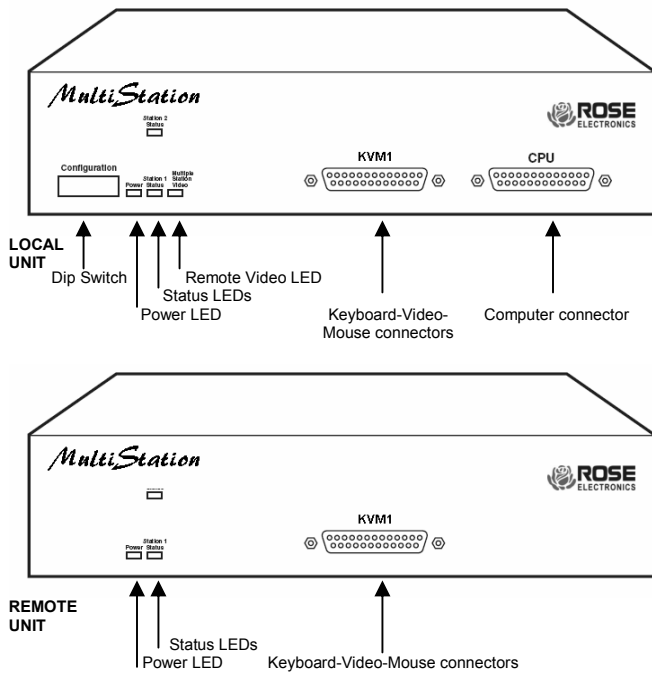 MultiStation
Station 2
Status
ROSE
ELECTRONICS
Configuration
Power
Station 1
Status
Multiple
Station
Video
KVM1
CPU
LOCAL
UNIT
Dip Switch
Remote Video LED
Status LEDs
Power LED
Keyboard-Video-
Mouse connectors
Computer connector
MultiStation
ROSE
ELECTRONICS
Power
Station 1
Status
KVM1
REMOTE
UNIT
Status LEDs
Power LED
Keyboard-Video-Mouse connectors